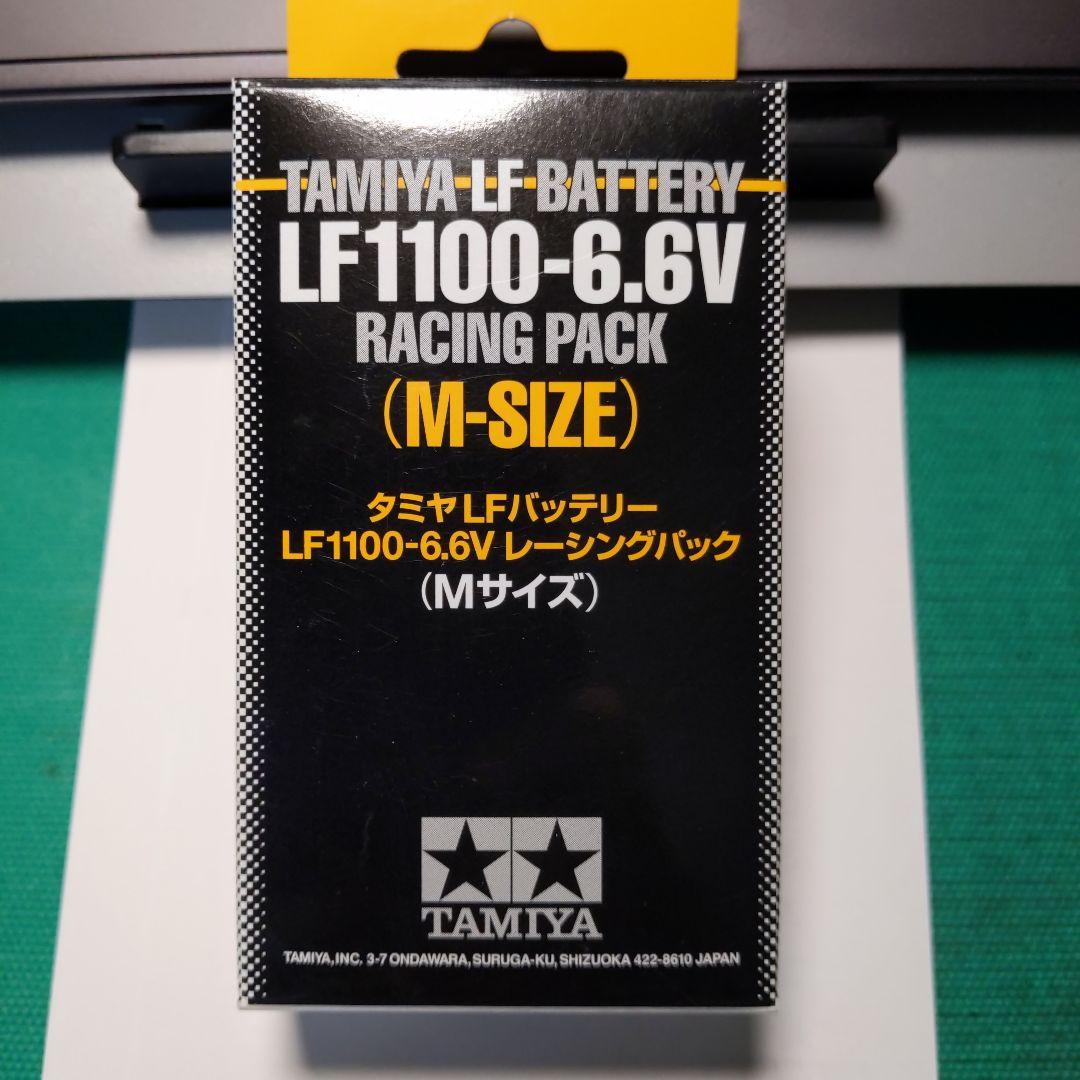 TAMIYA LF BATTERY
LF1100-6.6V
RACING PACK
(M-SIZE)
タミヤLFバッテリー
LF1100-6.6V レーシングパック
(Mサイズ)
TAMIYA
TAMIYA,INC. 3-7 ONDAWARA, SURUGA-KU, SHIZUOKA 422-8610 JAPAN